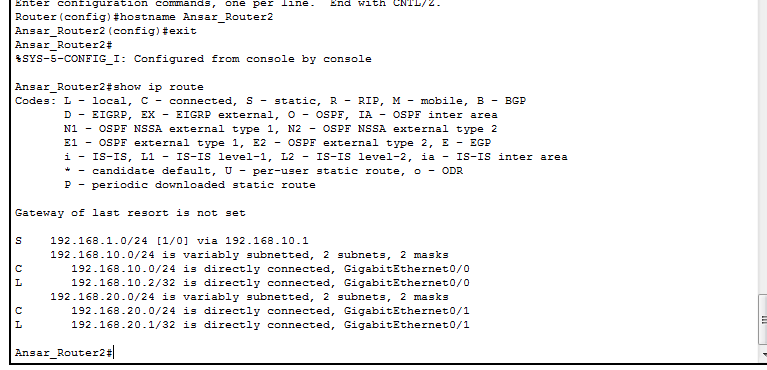 Enter configuration commands, one per line.  End with CNTL/Z.
Router(config)#hostname Ansar_Router2
Ansar_Router2(config)#exit
Ansar_Router2#
%SYS-5-CONFIG_I: Configured from console by console
Ansar_Router2#show ip route
Codes: L - local, C - connected, S - static, R - RIP, M - mobile, B - BGP
       D - EIGRP, EX - EIGRP external, O - OSPF, IA - OSPF inter area
       N1 - OSPF NSSA external type 1, N2 - OSPF NSSA external type 2
       E1 - OSPF external type 1, E2 - OSPF external type 2, E - EGP
       i - IS-IS, L1 - IS-IS level-1, L2 - IS-IS level-2, ia - IS-IS inter area
       * - candidate default, U - per-user static route, o - ODR
       P - periodic downloaded static route
Gateway of last resort is not set
S    192.168.1.0/24 [1/0] via 192.168.10.1
     192.168.10.0/24 is variably subnetted, 2 subnets, 2 masks
C       192.168.10.0/24 is directly connected, GigabitEthernet0/0
L       192.168.10.2/32 is directly connected, GigabitEthernet0/0
     192.168.20.0/24 is variably subnetted, 2 subnets, 2 masks
C       192.168.20.0/24 is directly connected, GigabitEthernet0/1
L       192.168.20.1/32 is directly connected, GigabitEthernet0/1
Ansar_Router2#